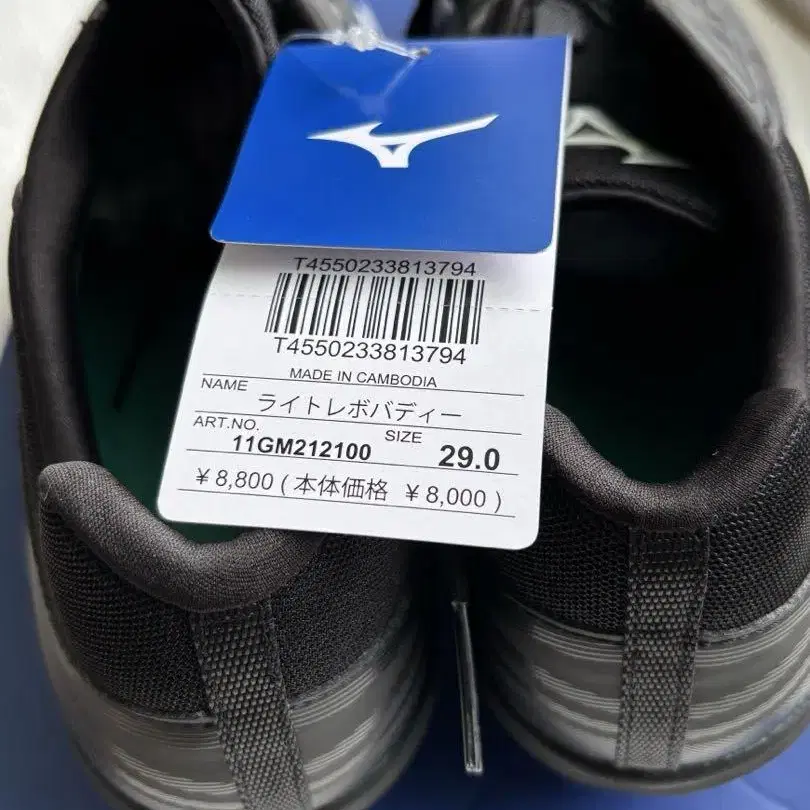 T4550233813794
T4550233813794
MADE IN CAMBODIA
NAME
ライトレボバディー
ART.NO.
11GM212100
SIZE
29.0
¥8,800(本体価格 ¥8,000)